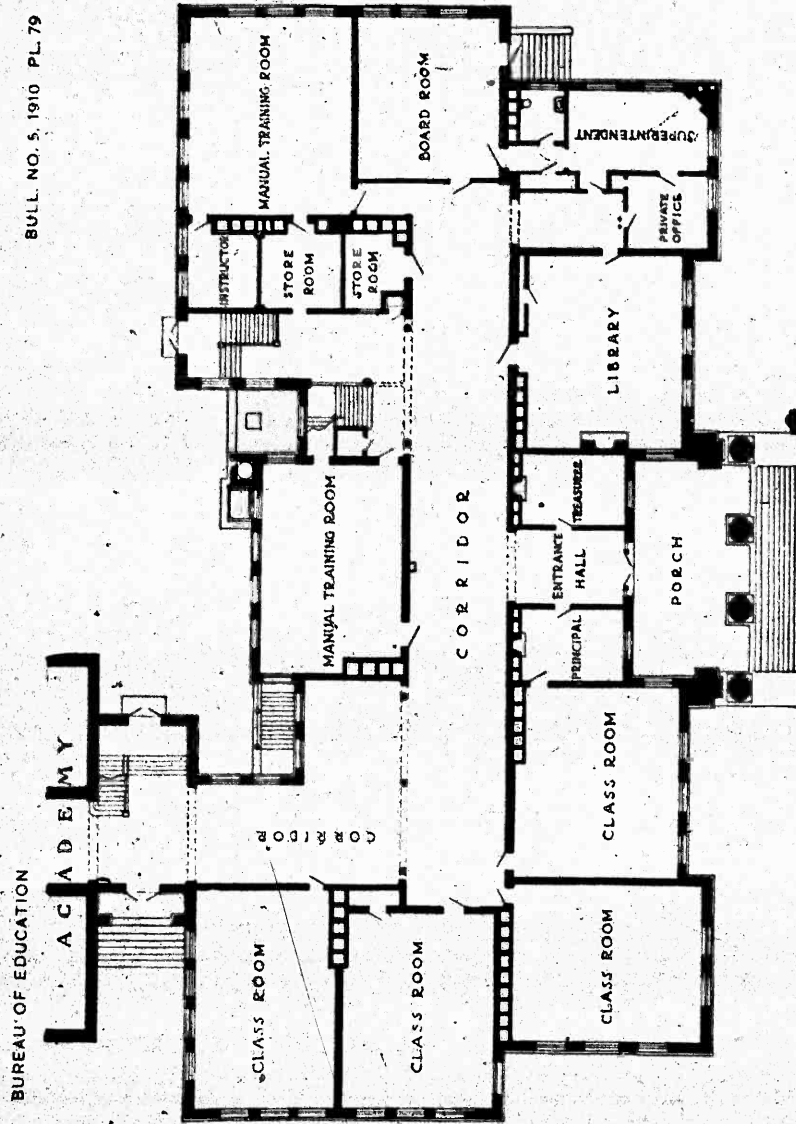 BUREAU OF EDUCATION
BULL. NO. 5, 1910 PL. 79
ACADEMY
CLASS ROOM
CORRIDOR
MANUAL TRAINING ROOM
INSTRUCTOR
STORE
ROOM
STORE
ROOM
MANUAL TRAINING ROOM
BOARD ROOM
CLASS ROOM
CORRIDOR
CLASS ROOM
CLASS ROOM
PRINCIPAL
ENTRANCE
HALL
TREASURER
PORCH
LIBRARY
PRIVATE
OFFICE
SUPERINTENDENT